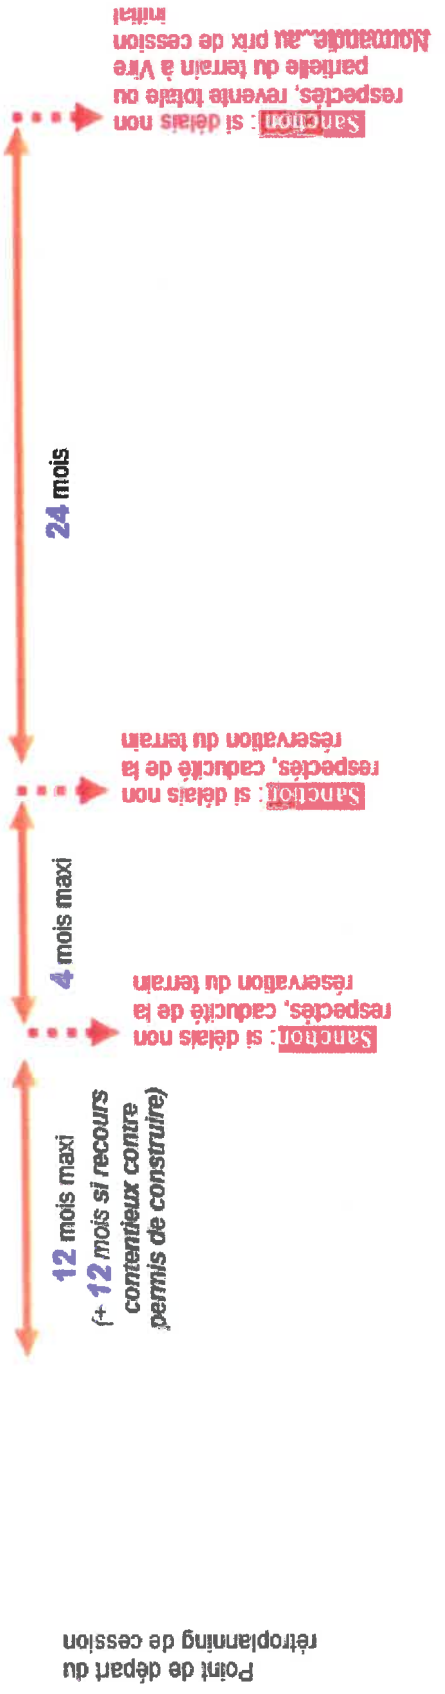 Point de départ du
rétroplanning de cession
12 mois maxi
(+ 12 mois si recours
contentieux contre
permis de construire)
Sanction : si délais non
respectés, caducité de la
réservation du terrain
4 mois maxi
Sanction : si délais non
respectés, caducité de la
réservation du terrain
24 mois
Sanction : si délais non
respectés, revente totale ou
partielle du terrain à Vire
Normandie au prix de cession
initial